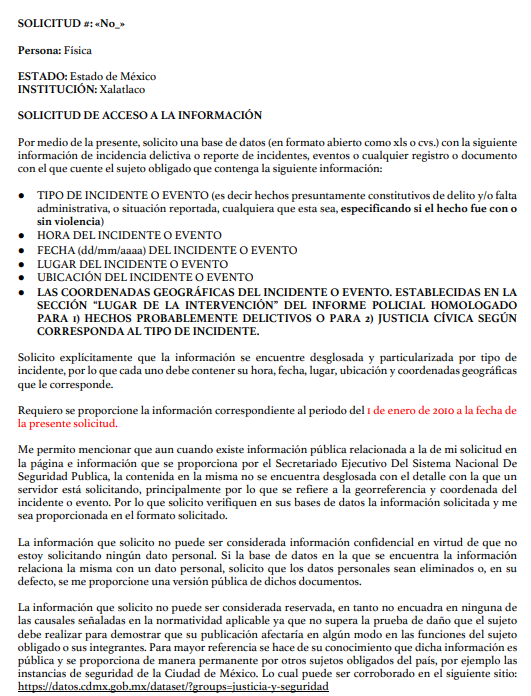 SOLICITUD #: «No_»
Persona: Física
ESTADO: Estado de México
INSTITUCIÓN: Xalatlaco
SOLICITUD DE ACCESO A LA INFORMACIÓN
Por medio de la presente, solicito una base de datos (en formato abierto como xls o cvs.) con la siguiente
información de incidencia delictiva o reporte de incidentes, eventos o cualquier registro o documento
con el que cuente el sujeto obligado que contenga la siguiente información:
● TIPO DE INCIDENTE O EVENTO (es decir hechos presuntamente constitutivos de delito y/o falta
administrativa, o situación reportada, cualquiera que esta sea, especificando si el hecho fue con o
sin violencia)
● HORA DEL INCIDENTE O EVENTO
● FECHA (dd/mm/aaaa) DEL INCIDENTE O EVENTO
● LUGAR DEL INCIDENTE O EVENTO
● UBICACIÓN DEL INCIDENTE O EVENTO
● LAS COORDENADAS GEOGRÁFICAS DEL INCIDENTE O EVENTO. ESTABLECIDAS EN LA
SECCIÓN “LUGAR DE LA INTERVENCIÓN” DEL INFORME POLICIAL HOMOLOGADO
PARA 1) HECHOS PROBABLEMENTE DELICTIVOS O PARA 2) JUSTICIA CÍVICA SEGÚN
CORRESPONDA AL TIPO DE INCIDENTE.
Solicito explícitamente que la información se encuentre desglosada y particularizada por tipo de
incidente, por lo que cada uno debe contener su hora, fecha, lugar, ubicación y coordenadas geográficas
que le corresponde.
Requiero se proporcione la información correspondiente al periodo del 1 de enero de 2010 a la fecha de
la presente solicitud.
Me permito mencionar que aun cuando existe información pública relacionada a la de mi solicitud en
la página e información que se proporciona por el Secretariado Ejecutivo Del Sistema Nacional De
Seguridad Publica, la contenida en la misma no se encuentra desglosada con el detalle con la que un
servidor está solicitando, principalmente por lo que se refiere a la georreferencia y coordenada del
incidente o evento. Por lo que solicito verifiquen en sus bases de datos la información solicitada y me
sea proporcionada en el formato solicitado.
La información que solicito no puede ser considerada información confidencial en virtud de que no
estoy solicitando ningún dato personal. Si la base de datos en la que se encuentra la información
relaciona la misma con un dato personal, solicito que los datos personales sean eliminados o, en su
defecto, se me proporcione una versión pública de dichos documentos.
La información que solicito no puede ser considerada reservada, en tanto no encuadra en ninguna de
las causales señaladas en la normatividad aplicable ya que no supera la prueba de daño que el sujeto
debe realizar para demostrar que su publicación afectaría en algún modo en las funciones del sujeto
obligado o sus integrantes. Para mayor referencia se hace de su conocimiento que dicha información es
pública y se proporciona de manera permanente por otros sujetos obligados del país, por ejemplo las
instancias de seguridad de la Ciudad de México. Lo cual puede ser corroborado en el siguiente sitio:
https://datos.cdmx.gob.mx/dataset/?groups=justicia-y-seguridad